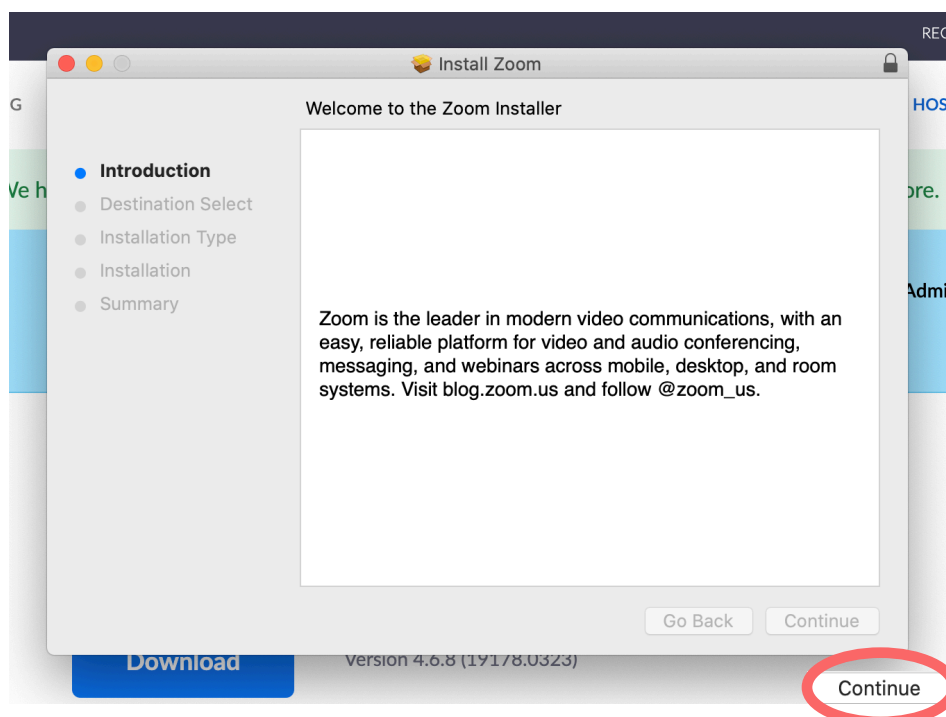 REC
Install Zoom
G
Welcome to the Zoom Installer
HOS
Introduction
Ve h
ore.
Destination Select
Installation Type
Installation
Admi
Summary
Zoom is the leader in modern video communications, with an
easy, reliable platform for video and audio conferencing,
messaging, and webinars across mobile, desktop, and room
systems. Visit blog.zoom.us and follow @zoom_us.
Go Back
Continue
Download
Version 4.6.8 (19178.0323)
Continue